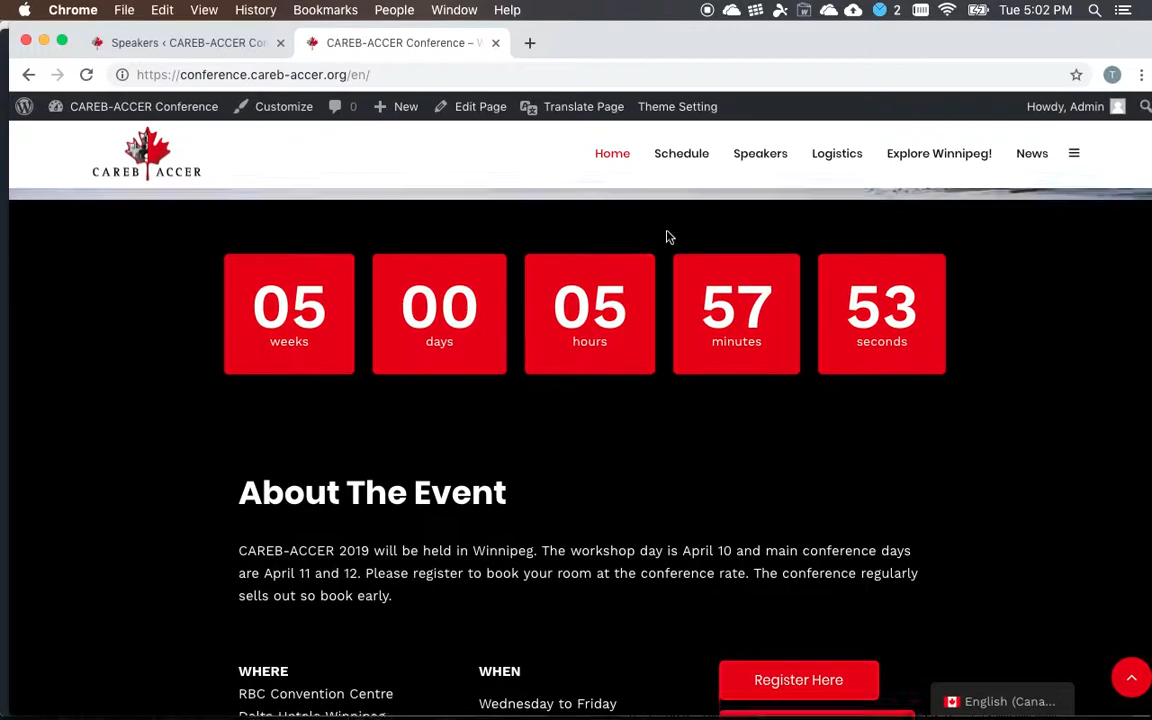 Chrome File Edit View History Bookmarks People Window Help 2 Tue 5:02 PM
Speakers ‹ CAREB-ACCER Con
CAREB-ACCER Conference – W
https://conference.careb-accer.org/en/
T
CAREB-ACCER Conference Customize 0 New Edit Page Translate Page Theme Setting Howdy, Admin
CAREB ACCER
Home Schedule Speakers Logistics Explore Winnipeg! News
05 00 05 57 53
weeks days hours minutes seconds
About The Event
CAREB-ACCER 2019 will be held in Winnipeg. The workshop day is April 10 and main conference days
are April 11 and 12. Please register to book your room at the conference rate. The conference regularly
sells out so book early.
WHERE
RBC Convention Centre
Delta Hotels Winnipeg
WHEN
Wednesday to Friday
Register Here
English (Cana...